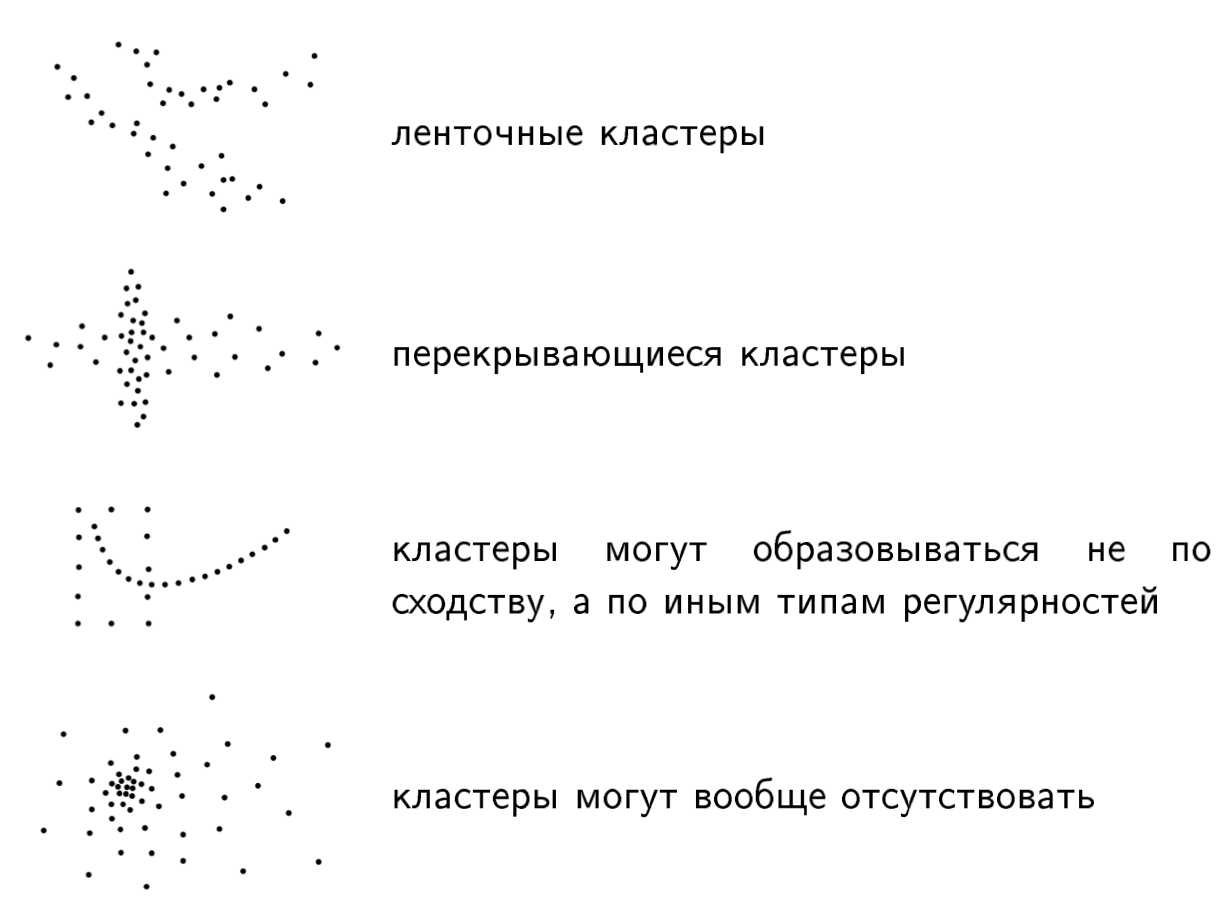 ленточные кластеры
перекрывающиеся кластеры
кластеры могут образовываться не по
сходству, а по иным типам регулярностей
кластеры могут вообще отсутствовать